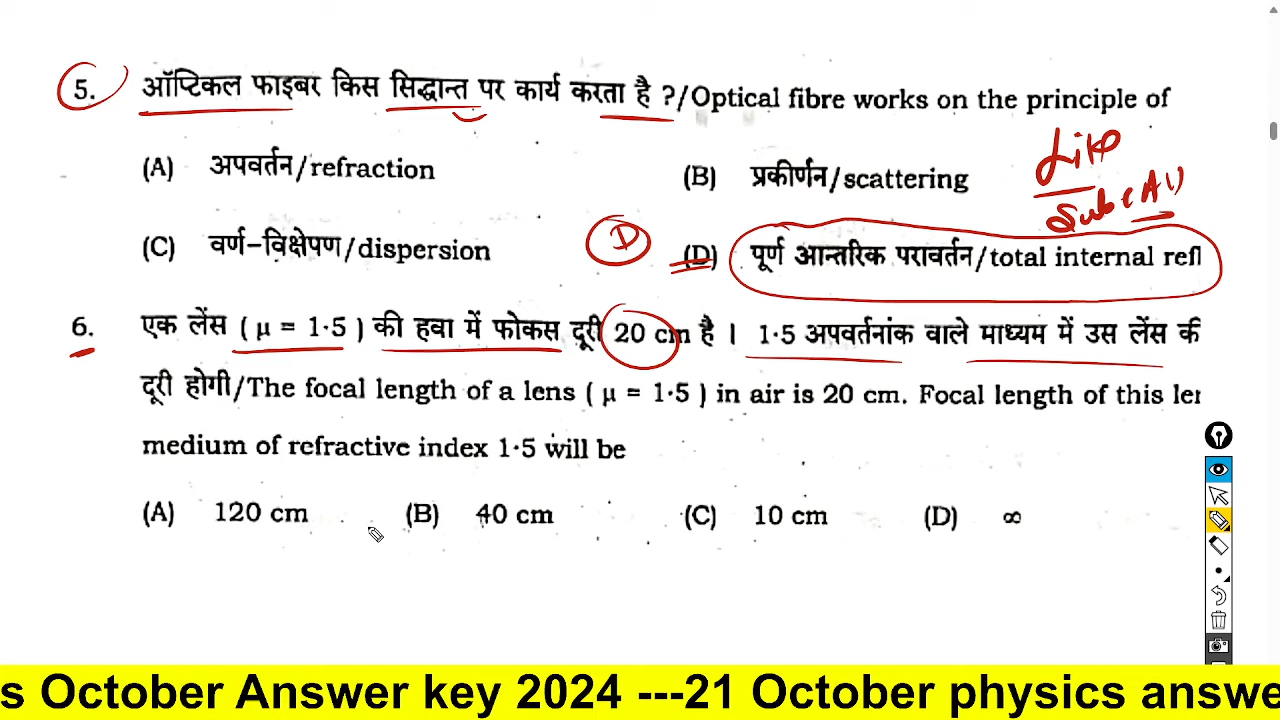 5. ऑप्टिकल फाइबर किस सिद्धान्त पर कार्य करता है ?/Optical fibre works on the principle of
(A) अपवर्तन/refraction (B) प्रकीर्णन/scattering
Like
Sub
(C) वर्ण-विक्षेपण/dispersion D (D) पूर्ण आन्तरिक परावर्तन/total internal refl
6. एक लेंस ( μ = 1·5 ) की हवा में फोकस दूरी 20 cm है । 1·5 अपवर्तनांक वाले माध्यम में उस लेंस की
दूरी होगी/The focal length of a lens ( μ = 1·5 ) in air is 20 cm. Focal length of this ler
medium of refractive index 1·5 will be
(A) 120 cm (B) 40 cm (C) 10 cm (D) ∞
s October Answer key 2024 ---21 October physics answe